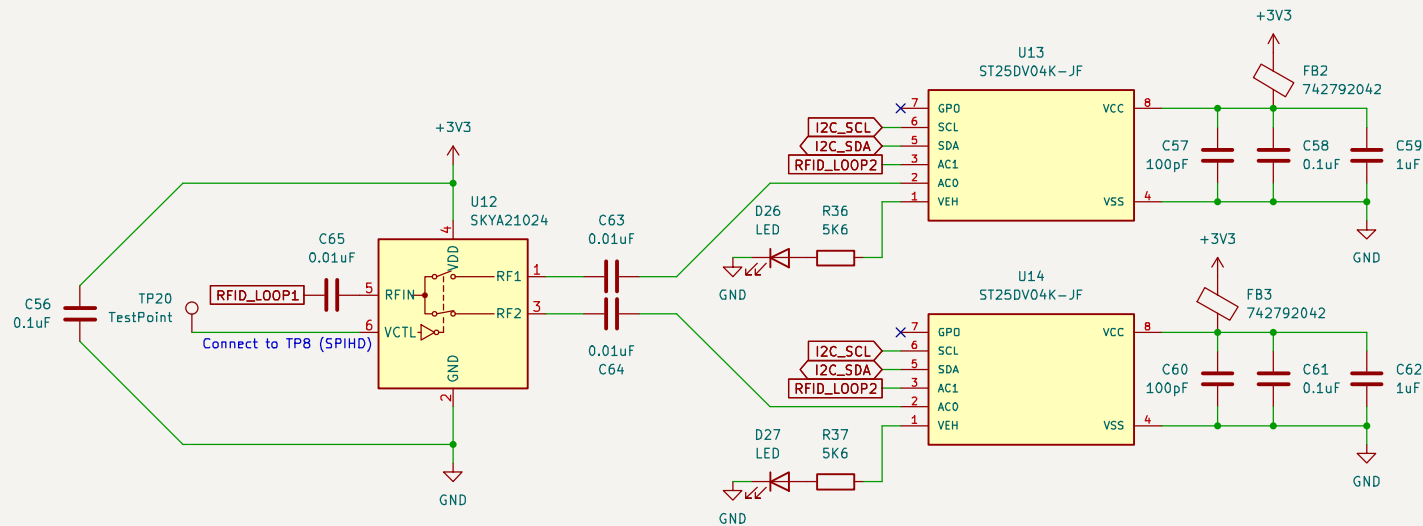 +3V3
U12
SKYA21024
C56
0.1uF
TP20
TestPoint
C65
0.01uF
RFID_LOOP1
Connect to TP8 (SPIHD)
5
RFIN
6
VCTL
4
VDD
GND
2
RF1
1
RF2
3
GND
C63
0.01uF
0.01uF
C64
U13
ST25DV04K-JF
7
GPO
I2C_SCL
6
SCL
I2C_SDA
5
SDA
RFID_LOOP2
3
AC1
2
AC0
1
VEH
VCC
8
VSS
4
D26
LED
R36
5K6
GND
+3V3
FB2
742792042
C57
100pF
C58
0.1uF
C59
1uF
GND
U14
ST25DV04K-JF
7
GPO
I2C_SCL
6
SCL
I2C_SDA
5
SDA
RFID_LOOP2
3
AC1
2
AC0
1
VEH
VCC
8
VSS
4
D27
LED
R37
5K6
GND
+3V3
FB3
742792042
C60
100pF
C61
0.1uF
C62
1uF
GND